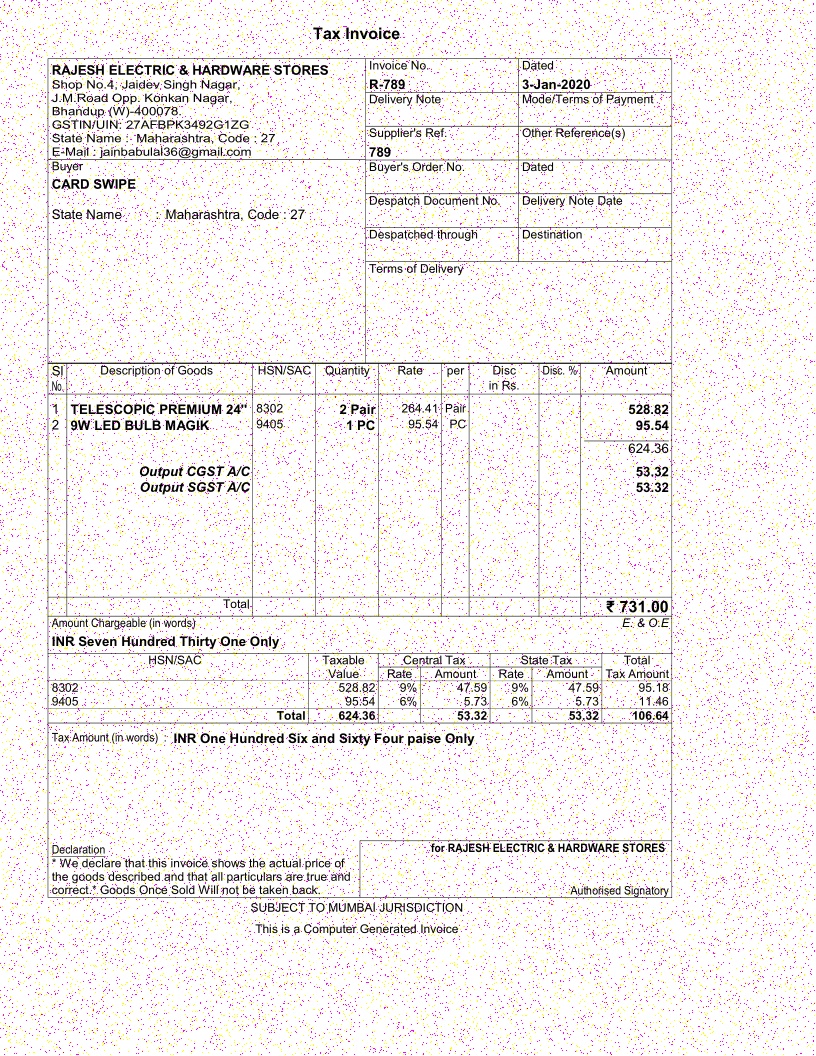 Tax Invoice
RAJESH ELECTRIC & HARDWARE STORES
Shop No.4, Jaidev Singh Nagar,
J.M.Road Opp. Konkan Nagar,
Bhandup (W)-400078.
GSTIN/UIN: 27AFBPK3492G1ZG
State Name : Maharashtra, Code : 27
E-Mail : jainbabulal36@gmail.com
Invoice No. Dated
R-789 3-Jan-2020
Delivery Note Mode/Terms of Payment
Supplier's Ref. Other Reference(s)
789
Buyer
CARD SWIPE
State Name : Maharashtra, Code : 27
Buyer's Order No. Dated
Despatch Document No. Delivery Note Date
Despatched through Destination
Terms of Delivery
Sl Description of Goods HSN/SAC Quantity Rate per Disc Disc. % Amount
No. in Rs.
1 TELESCOPIC PREMIUM 24" 8302 2 Pair 264.41 Pair 528.82
2 9W LED BULB MAGIK 9405 1 PC 95.54 PC 95.54
624.36
Output CGST A/C 53.32
Output SGST A/C 53.32
Total ₹ 731.00
Amount Chargeable (in words) E. & O.E
INR Seven Hundred Thirty One Only
HSN/SAC Taxable Central Tax State Tax Total
Value Rate Amount Rate Amount Tax Amount
8302 528.82 9% 47.59 9% 47.59 95.18
9405 95.54 6% 5.73 6% 5.73 11.46
Total 624.36 53.32 53.32 106.64
Tax Amount (in words) : INR One Hundred Six and Sixty Four paise Only
Declaration
* We declare that this invoice shows the actual price of
the goods described and that all particulars are true and
correct.* Goods Once Sold Will not be taken back.
for RAJESH ELECTRIC & HARDWARE STORES
Authorised Signatory
SUBJECT TO MUMBAI JURISDICTION
This is a Computer Generated Invoice